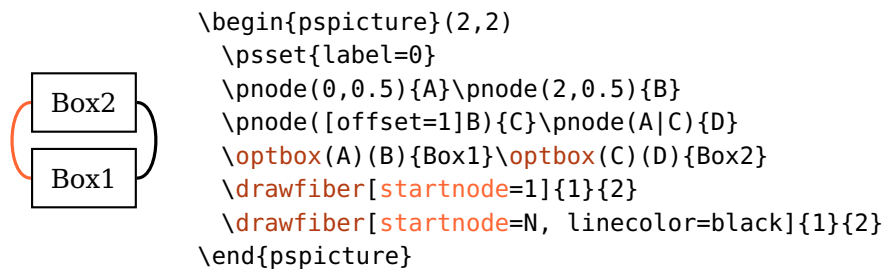 Box2
Box1
\begin{pspicture}(2,2)
\psset{label=0}
\pnode(0,0.5){A}\pnode(2,0.5){B}
\pnode([offset=1]B){C}\pnode(A|C){D}
\optbox(A)(B){Box1}\optbox(C)(D){Box2}
\drawfiber[startnode=1]{1}{2}
\drawfiber[startnode=N, linecolor=black]{1}{2}
\end{pspicture}